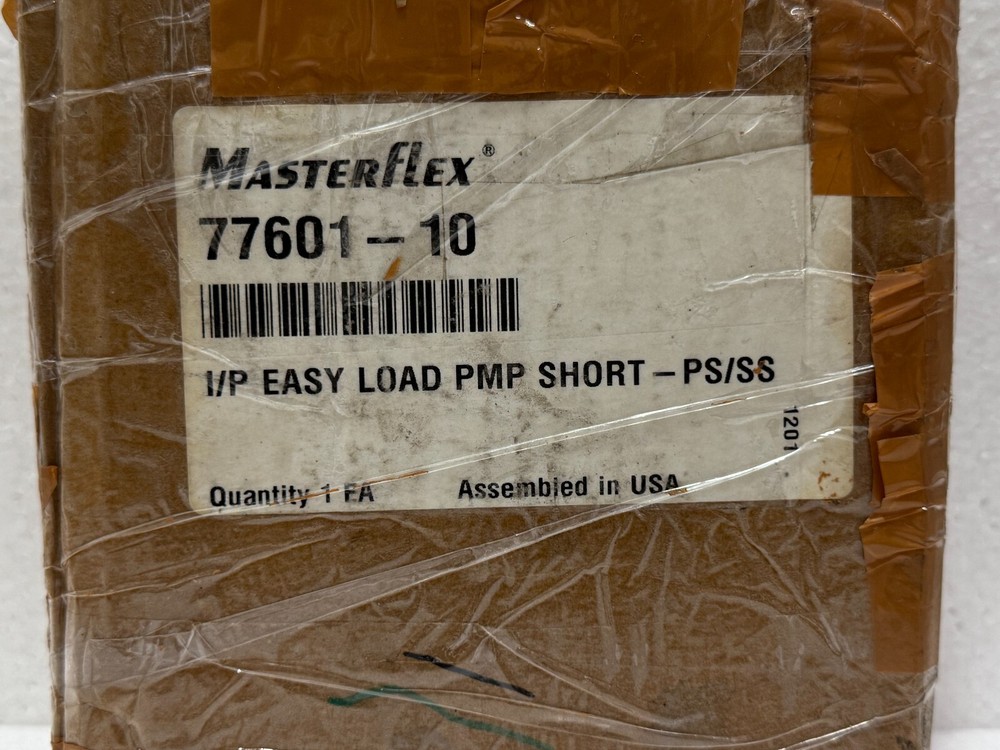 MASTERFLEX®
77601-10
I/P EASY LOAD PMP SHORT-PS/SS
1201
Quantity 1 EA Assembled in USA